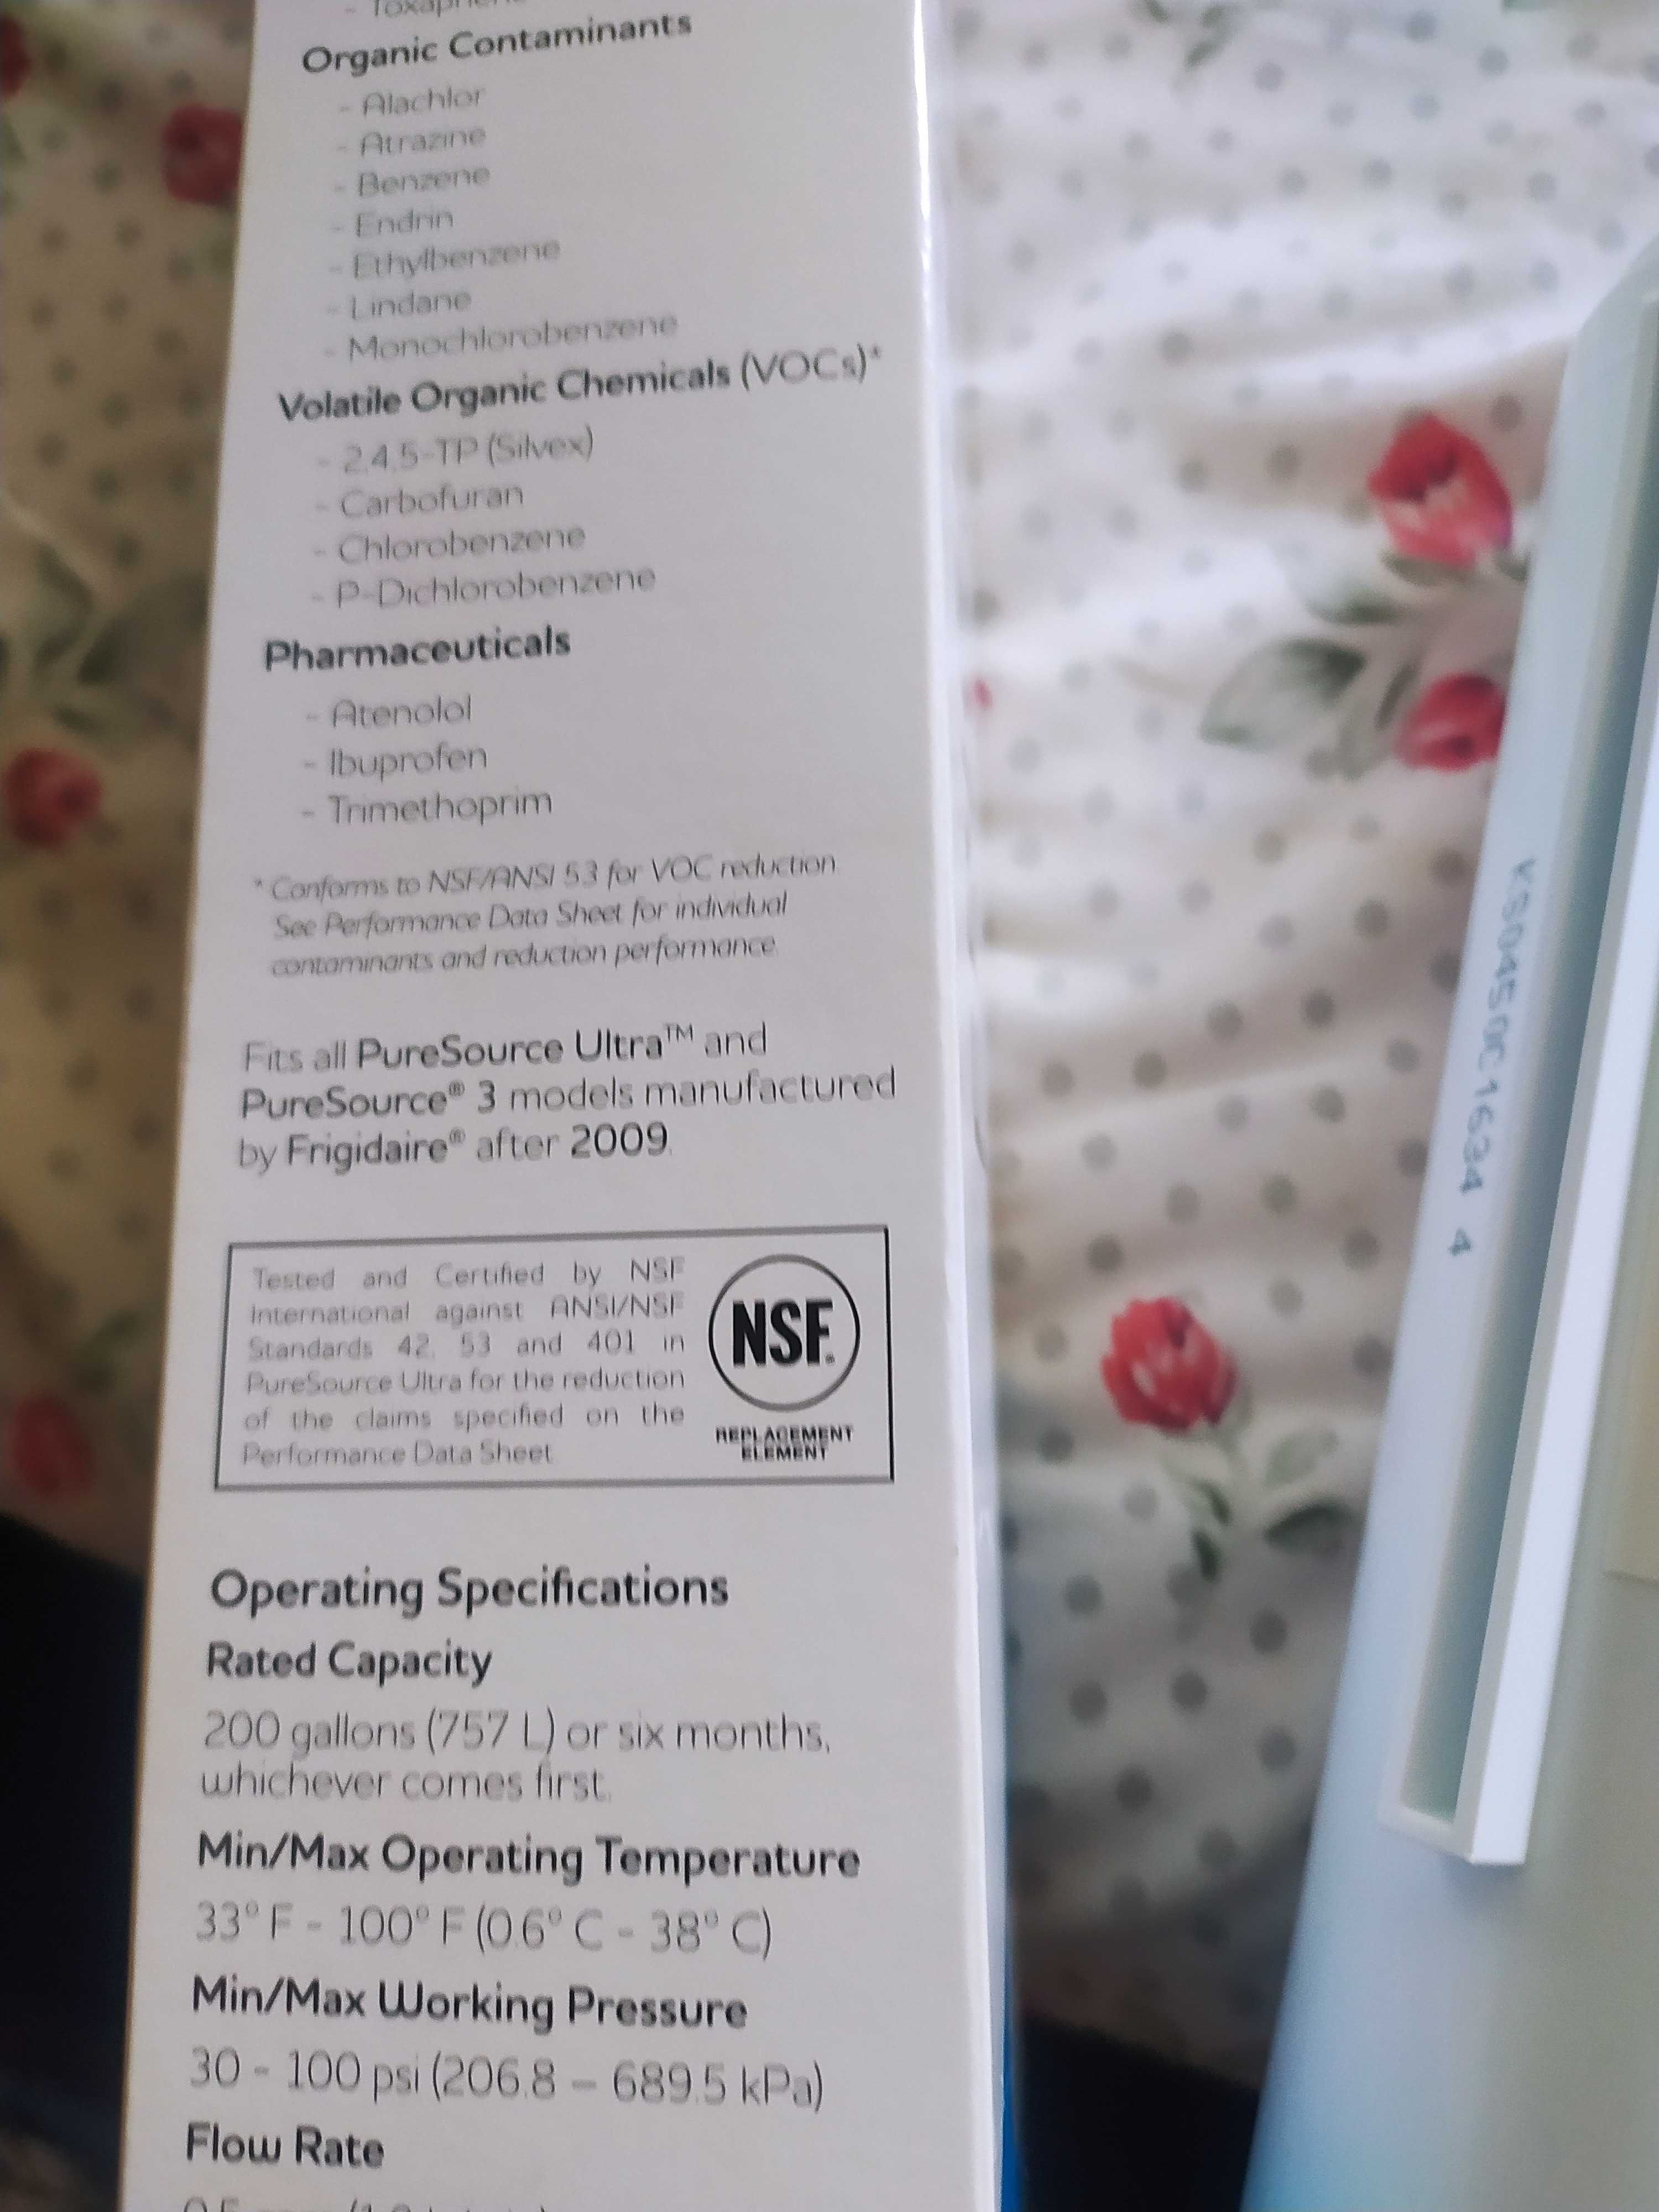 Organic Contaminants
- Alachlor
- Atrazine
- Benzene
- Endrin
- Ethylbenzene
- Lindane
- Monochlorobenzene
Volatile Organic Chemicals (VOCs)*
- 2,4,5-TP (Silvex)
- Carbofuran
- Chlorobenzene
- P-Dichlorobenzene
Pharmaceuticals
- Atenolol
- Ibuprofen
- Trimethoprim
* Conforms to NSF/ANSI 53 for VOC reduction.
See Performance Data Sheet for individual
contaminants and reduction performance.
Fits all PureSource Ultra™ and
PureSource® 3 models manufactured
by Frigidaire® after 2009.
Tested and Certified by NSF
International against ANSI/NSF
Standards 42, 53 and 401 in
PureSource Ultra for the reduction
of the claims specified on the
Performance Data Sheet.
NSF®
REPLACEMENT
ELEMENT
Operating Specifications
Rated Capacity
200 gallons (757 L) or six months,
whichever comes first.
Min/Max Operating Temperature
33° F - 100° F (0.6° C - 38° C)
Min/Max Working Pressure
30 - 100 psi (206.8 – 689.5 kPa)
Flow Rate
KS0450C1634 4